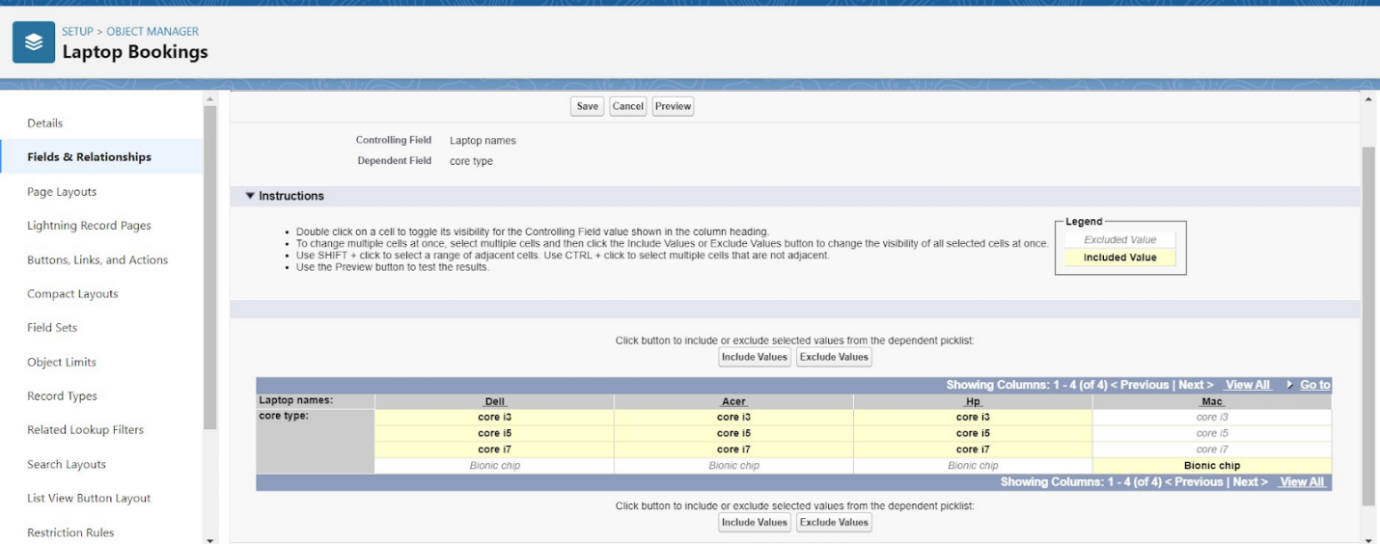 SETUP > OBJECT MANAGER
Laptop Bookings
Details
Fields & Relationships
Page Layouts
Lightning Record Pages
Buttons, Links, and Actions
Compact Layouts
Field Sets
Object Limits
Record Types
Related Lookup Filters
Search Layouts
List View Button Layout
Restriction Rules
Save Cancel Preview
Controlling Field Laptop names
Dependent Field core type
Instructions
Double click on a cell to toggle its visibility for the Controlling Field value shown in the column heading.
To change multiple cells at once, select multiple cells and then click the Include Values or Exclude Values button to change the visibility of all selected cells at once.
Use SHIFT + click to select a range of adjacent cells. Use CTRL + click to select multiple cells that are not adjacent.
Use the Preview button to test the results.
Legend
Excluded Value
Included Value
Click button to include or exclude selected values from the dependent picklist:
Include Values Exclude Values
Showing Columns: 1 - 4 (of 4) < Previous | Next > View All Go to
Laptop names: Dell Acer Hp Mac
core type: core i3 core i3 core i3 core i3
core i5 core i5 core i5 core i5
core i7 core i7 core i7 core i7
Bionic chip Bionic chip Bionic chip Bionic chip
Showing Columns: 1 - 4 (of 4) < Previous | Next > View All
Click button to include or exclude selected values from the dependent picklist:
Include Values Exclude Values